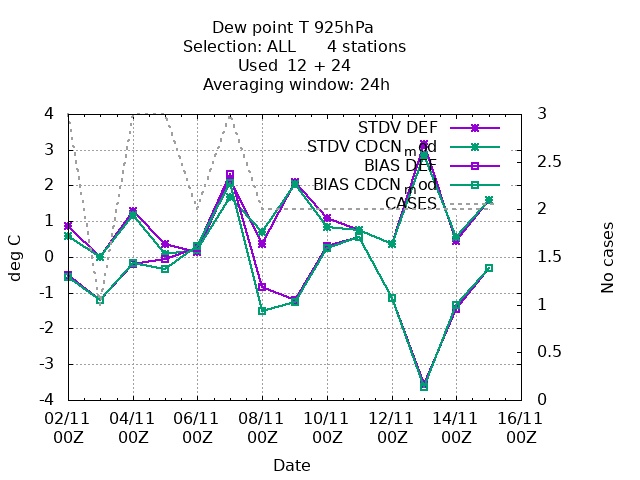 Dew point T 925hPa
Selection: ALL 4 stations
Used 12 + 24
Averaging window: 24h
STDV DEF
STDV CDCNmod
BIAS DEF
BIAS CDCNmod
CASES
4
3
2
1
0
-1
-2
-3
-4
deg C
3
2.5
2
1.5
1
0.5
0
No cases
02/11 04/11 06/11 08/11 10/11 12/11 14/11 16/11
00Z 00Z 00Z 00Z 00Z 00Z 00Z 00Z
Date